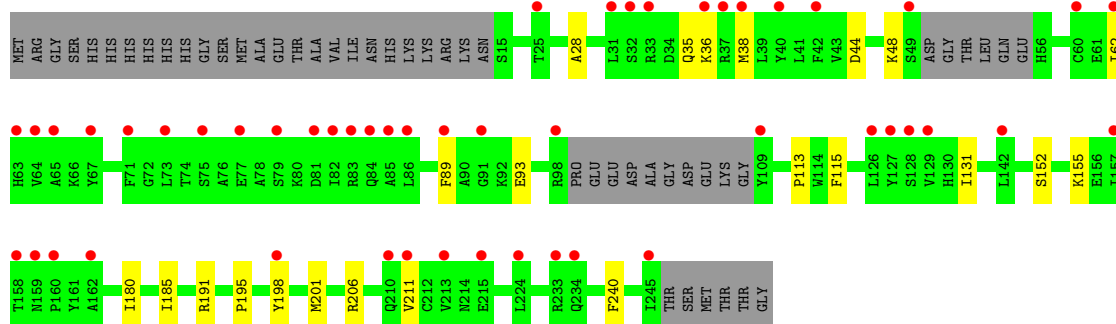 MET ARG GLY SER HIS HIS HIS HIS HIS HIS GLY SER MET ALA GLU THR ALA VAL ILE ASN HIS LYS LYS ARG LYS ASN S15 T25 A28 L31 S32 R33 D34 Q35 K36 R37 M38 L39 Y40 L41 F42 V43 D44 K48 S49 ASP GLY THR LEU GLN GLU H56 C60 E61 I62
H63 V64 A65 K66 Y67 F71 G72 L73 T74 S75 A76 E77 A78 S79 K80 D81 I82 R83 Q84 A85 L86 F89 A90 G91 K92 E93 R98 PRO GLU GLU ASP ALA GLY ASP GLU LYS GLY Y109 P113 W114 F115 L126 Y127 S128 V129 H130 I131 L142 S152 K155 E156 I157
T158 N159 P160 Y161 A162 I180 I185 R191 P195 Y198 M201 R206 Q210 V211 C212 V213 N214 E215 L224 R233 Q234 F240 I245 THR SER MET THR THR GLY